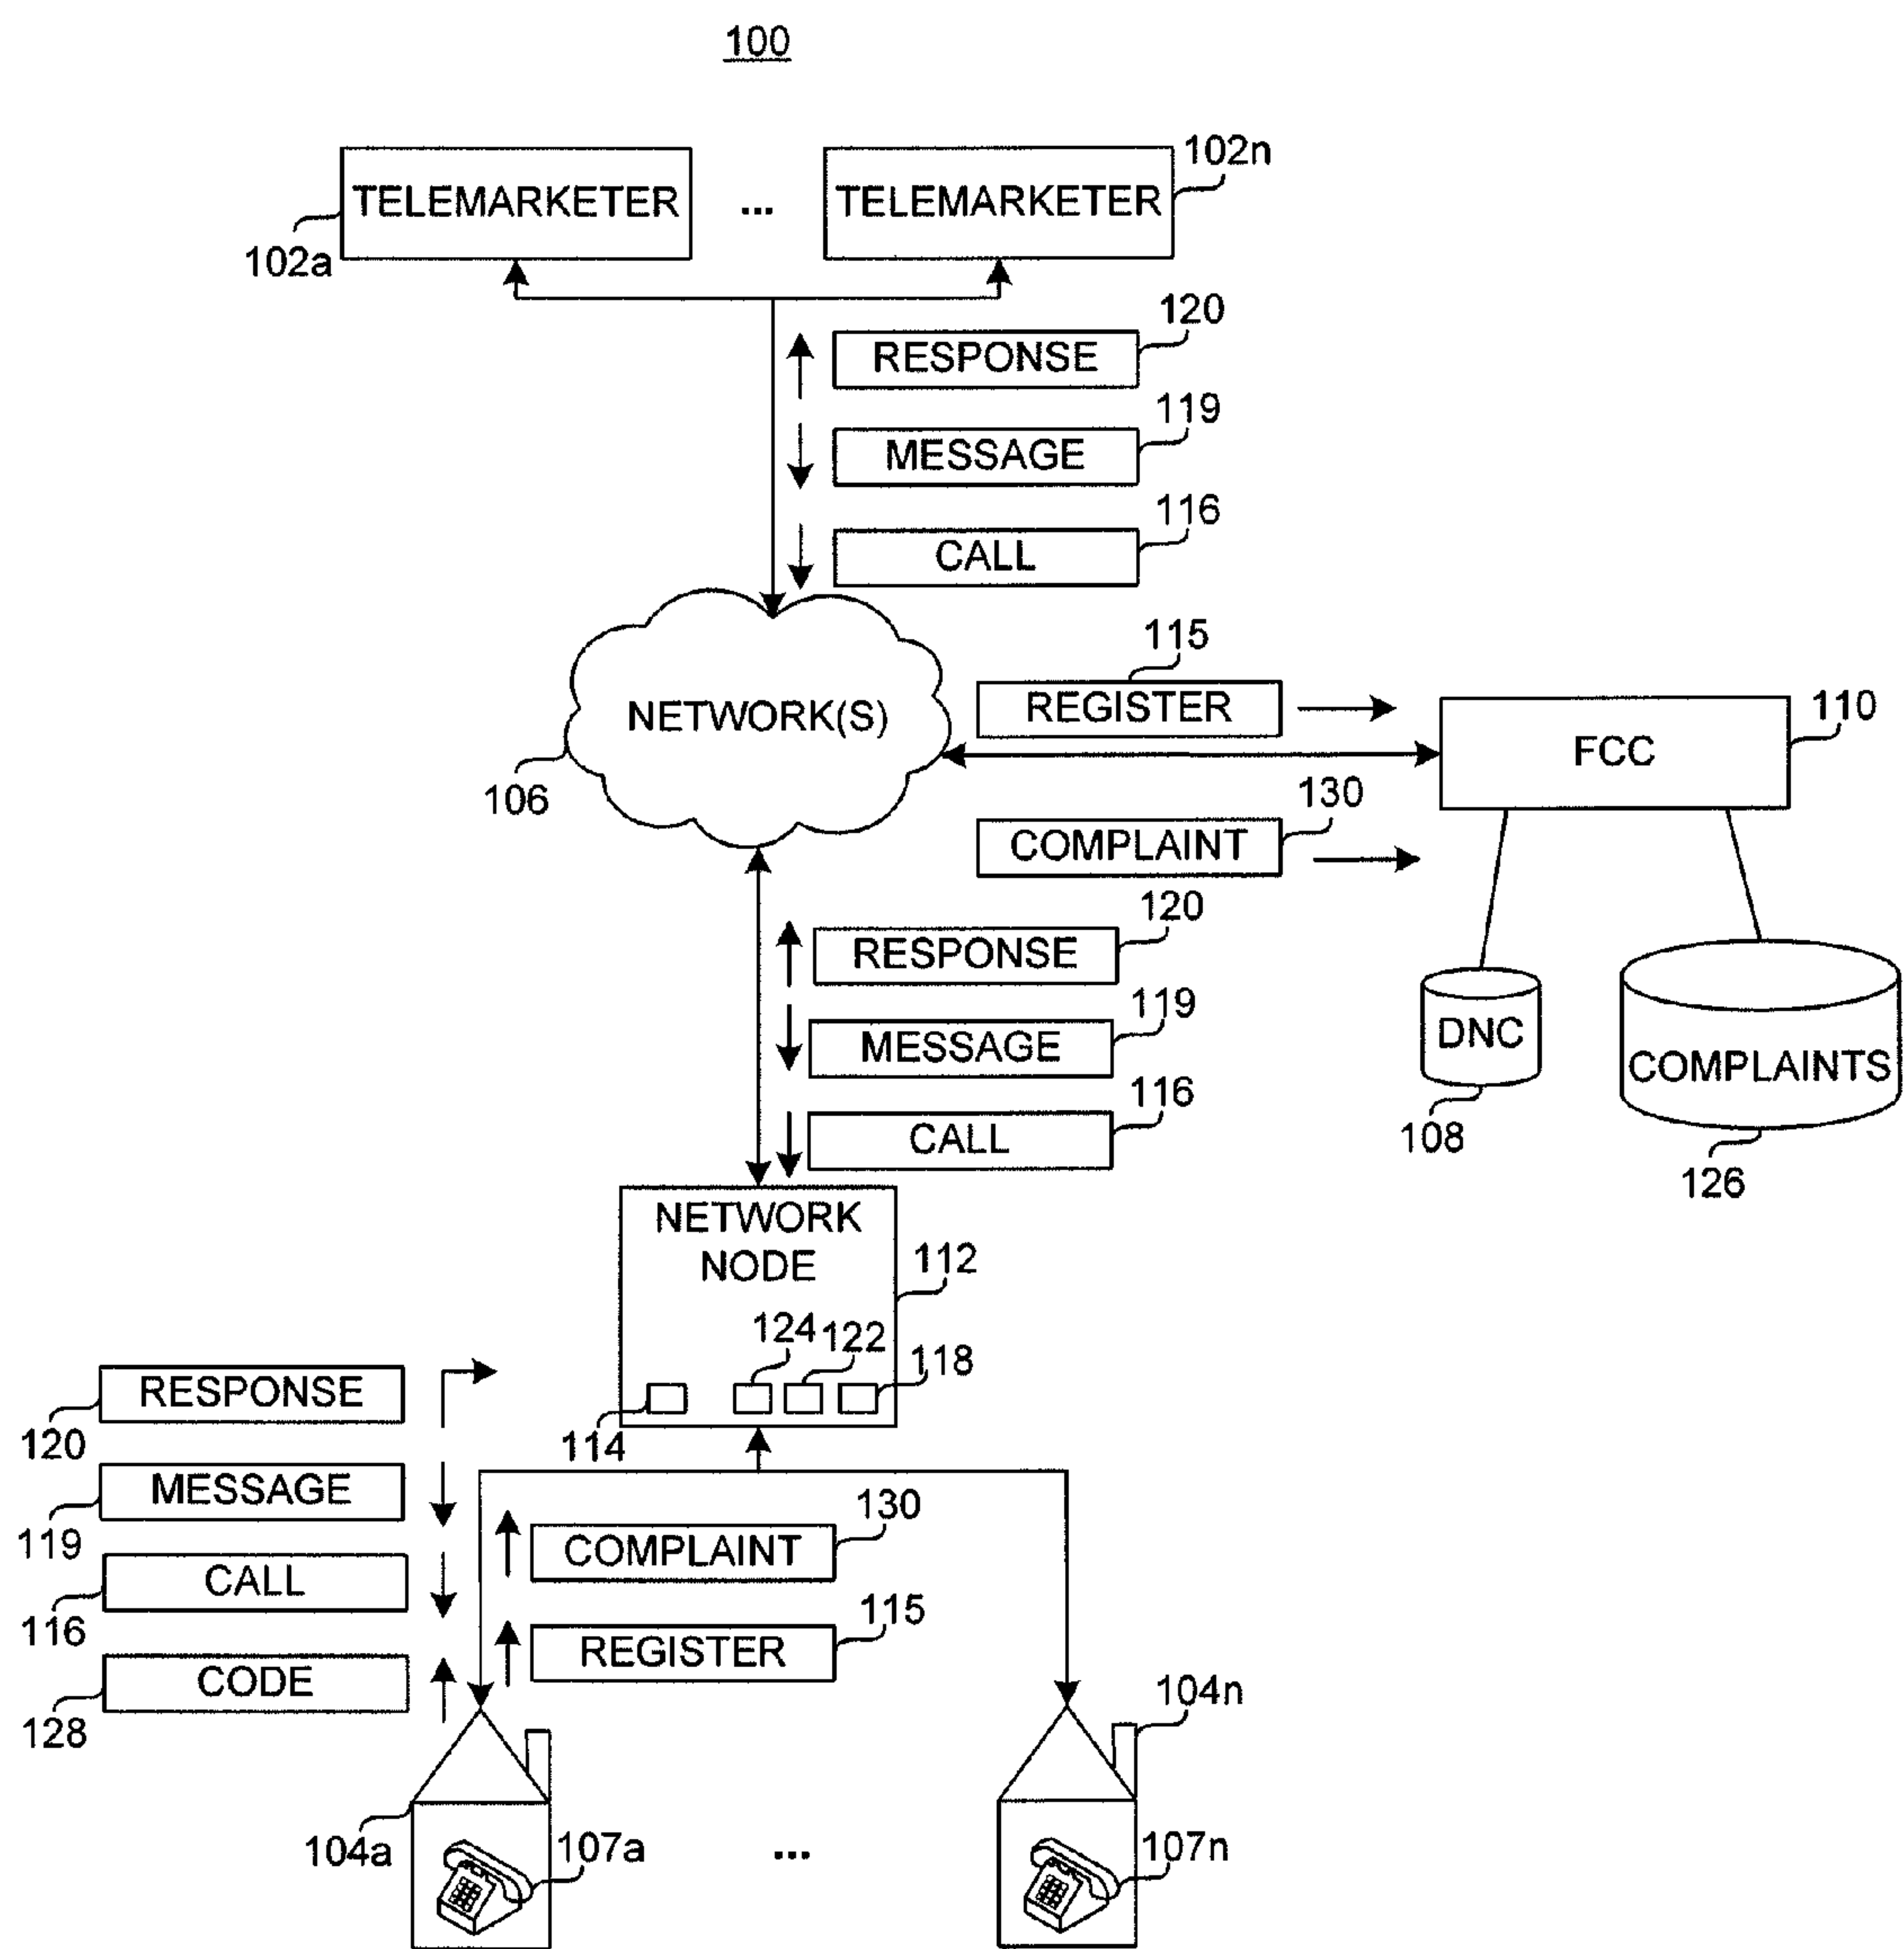 100
102n
TELEMARKETER
...
TELEMARKETER
102a
120
RESPONSE
119
MESSAGE
116
CALL
115
REGISTER
110
NETWORK(S)
FCC
106
130
COMPLAINT
120
RESPONSE
119
MESSAGE
DNC
COMPLAINTS
116
CALL
108
126
NETWORK
NODE
112
124
122
118
114
RESPONSE
120
MESSAGE
119
130
COMPLAINT
CALL
116
115
REGISTER
CODE
128
104n
104a
107a
...
107n